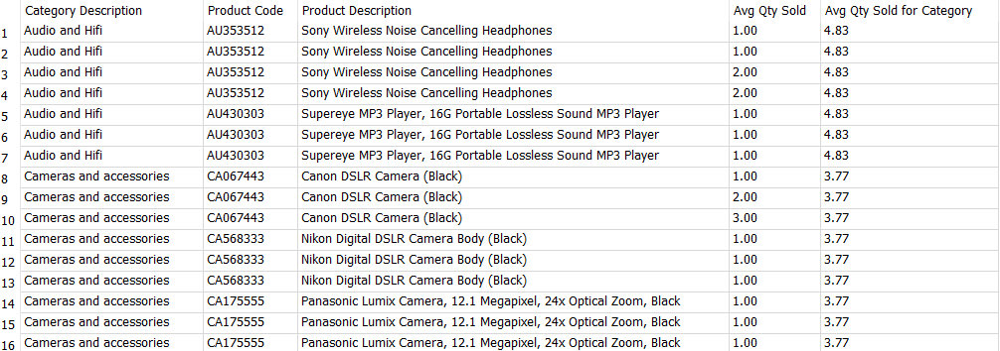 Category Description Product Code Product Description Avg Qty Sold Avg Qty Sold for Category
1 Audio and Hifi AU353512 Sony Wireless Noise Cancelling Headphones 1.00 4.83
2 Audio and Hifi AU353512 Sony Wireless Noise Cancelling Headphones 1.00 4.83
3 Audio and Hifi AU353512 Sony Wireless Noise Cancelling Headphones 2.00 4.83
4 Audio and Hifi AU353512 Sony Wireless Noise Cancelling Headphones 2.00 4.83
5 Audio and Hifi AU430303 Supereye MP3 Player, 16G Portable Lossless Sound MP3 Player 1.00 4.83
6 Audio and Hifi AU430303 Supereye MP3 Player, 16G Portable Lossless Sound MP3 Player 1.00 4.83
7 Audio and Hifi AU430303 Supereye MP3 Player, 16G Portable Lossless Sound MP3 Player 1.00 4.83
8 Cameras and accessories CA067443 Canon DSLR Camera (Black) 1.00 3.77
9 Cameras and accessories CA067443 Canon DSLR Camera (Black) 2.00 3.77
10 Cameras and accessories CA067443 Canon DSLR Camera (Black) 3.00 3.77
11 Cameras and accessories CA568333 Nikon Digital DSLR Camera Body (Black) 1.00 3.77
12 Cameras and accessories CA568333 Nikon Digital DSLR Camera Body (Black) 1.00 3.77
13 Cameras and accessories CA568333 Nikon Digital DSLR Camera Body (Black) 1.00 3.77
14 Cameras and accessories CA175555 Panasonic Lumix Camera, 12.1 Megapixel, 24x Optical Zoom, Black 1.00 3.77
15 Cameras and accessories CA175555 Panasonic Lumix Camera, 12.1 Megapixel, 24x Optical Zoom, Black 1.00 3.77
16 Cameras and accessories CA175555 Panasonic Lumix Camera, 12.1 Megapixel, 24x Optical Zoom, Black 1.00 3.77